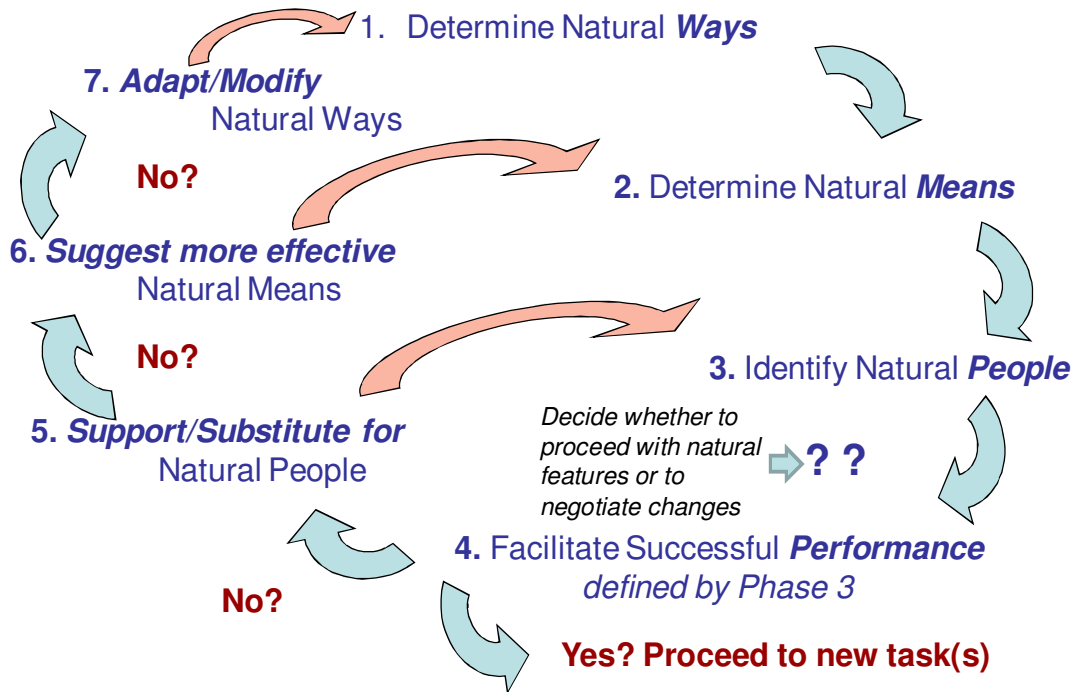 1. Determine Natural Ways
7. Adapt/Modify
Natural Ways
No?
2. Determine Natural Means
6. Suggest more effective
Natural Means
No?
3. Identify Natural People
5. Support/Substitute for
Natural People
Decide whether to
proceed with natural
features or to
negotiate changes
? ?
4. Facilitate Successful Performance
defined by Phase 3
No?
Yes? Proceed to new task(s)